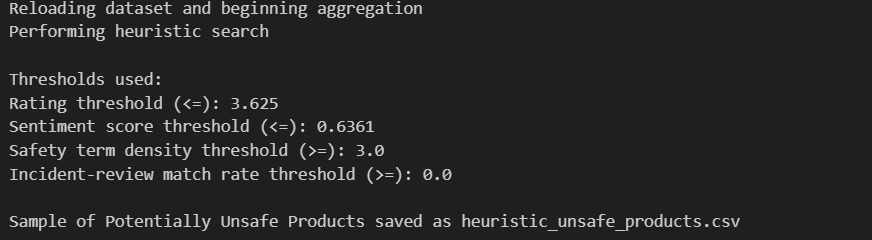 Reloading dataset and beginning aggregation
Performing heuristic search
Thresholds used:
Rating threshold (<=): 3.625
Sentiment score threshold (<=): 0.6361
Safety term density threshold (>=): 3.0
Incident-review match rate threshold (>=): 0.0
Sample of Potentially Unsafe Products saved as heuristic_unsafe_products.csv